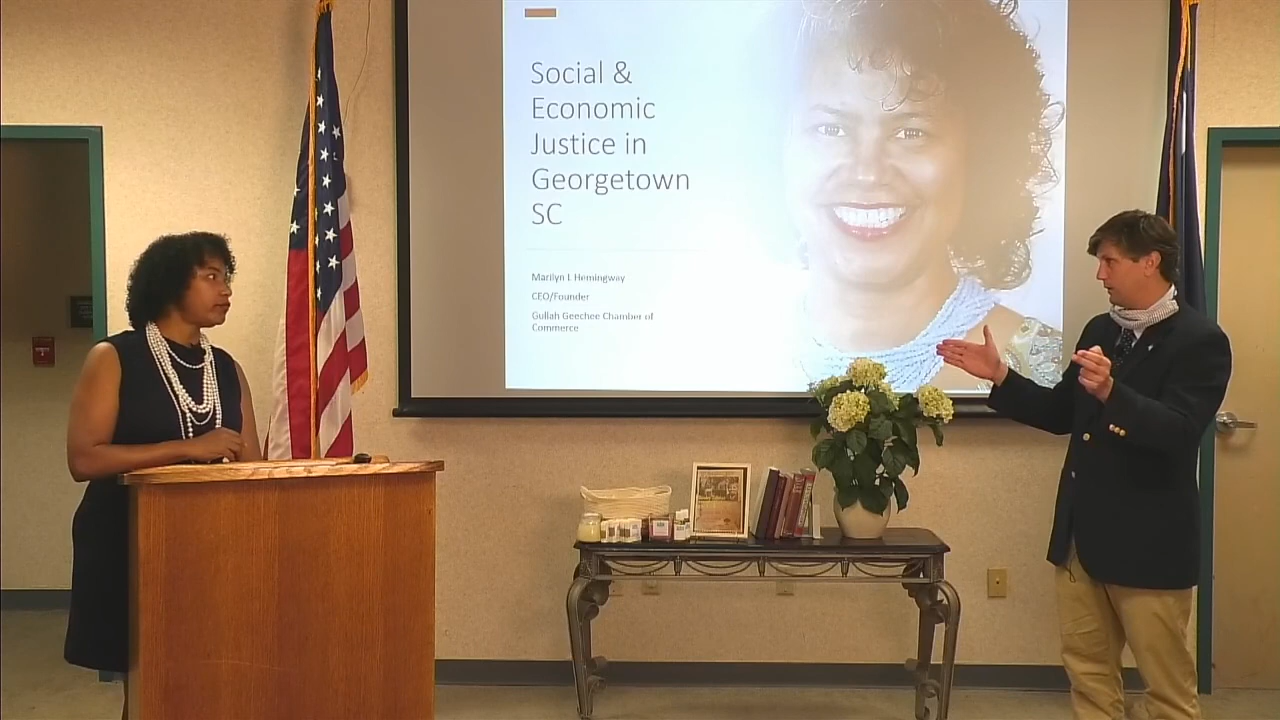 Social &
Economic
Justice in
Georgetown
SC
Marilyn L Hemingway
CEO/Founder
Gullah Geechee Chamber of
Commerce